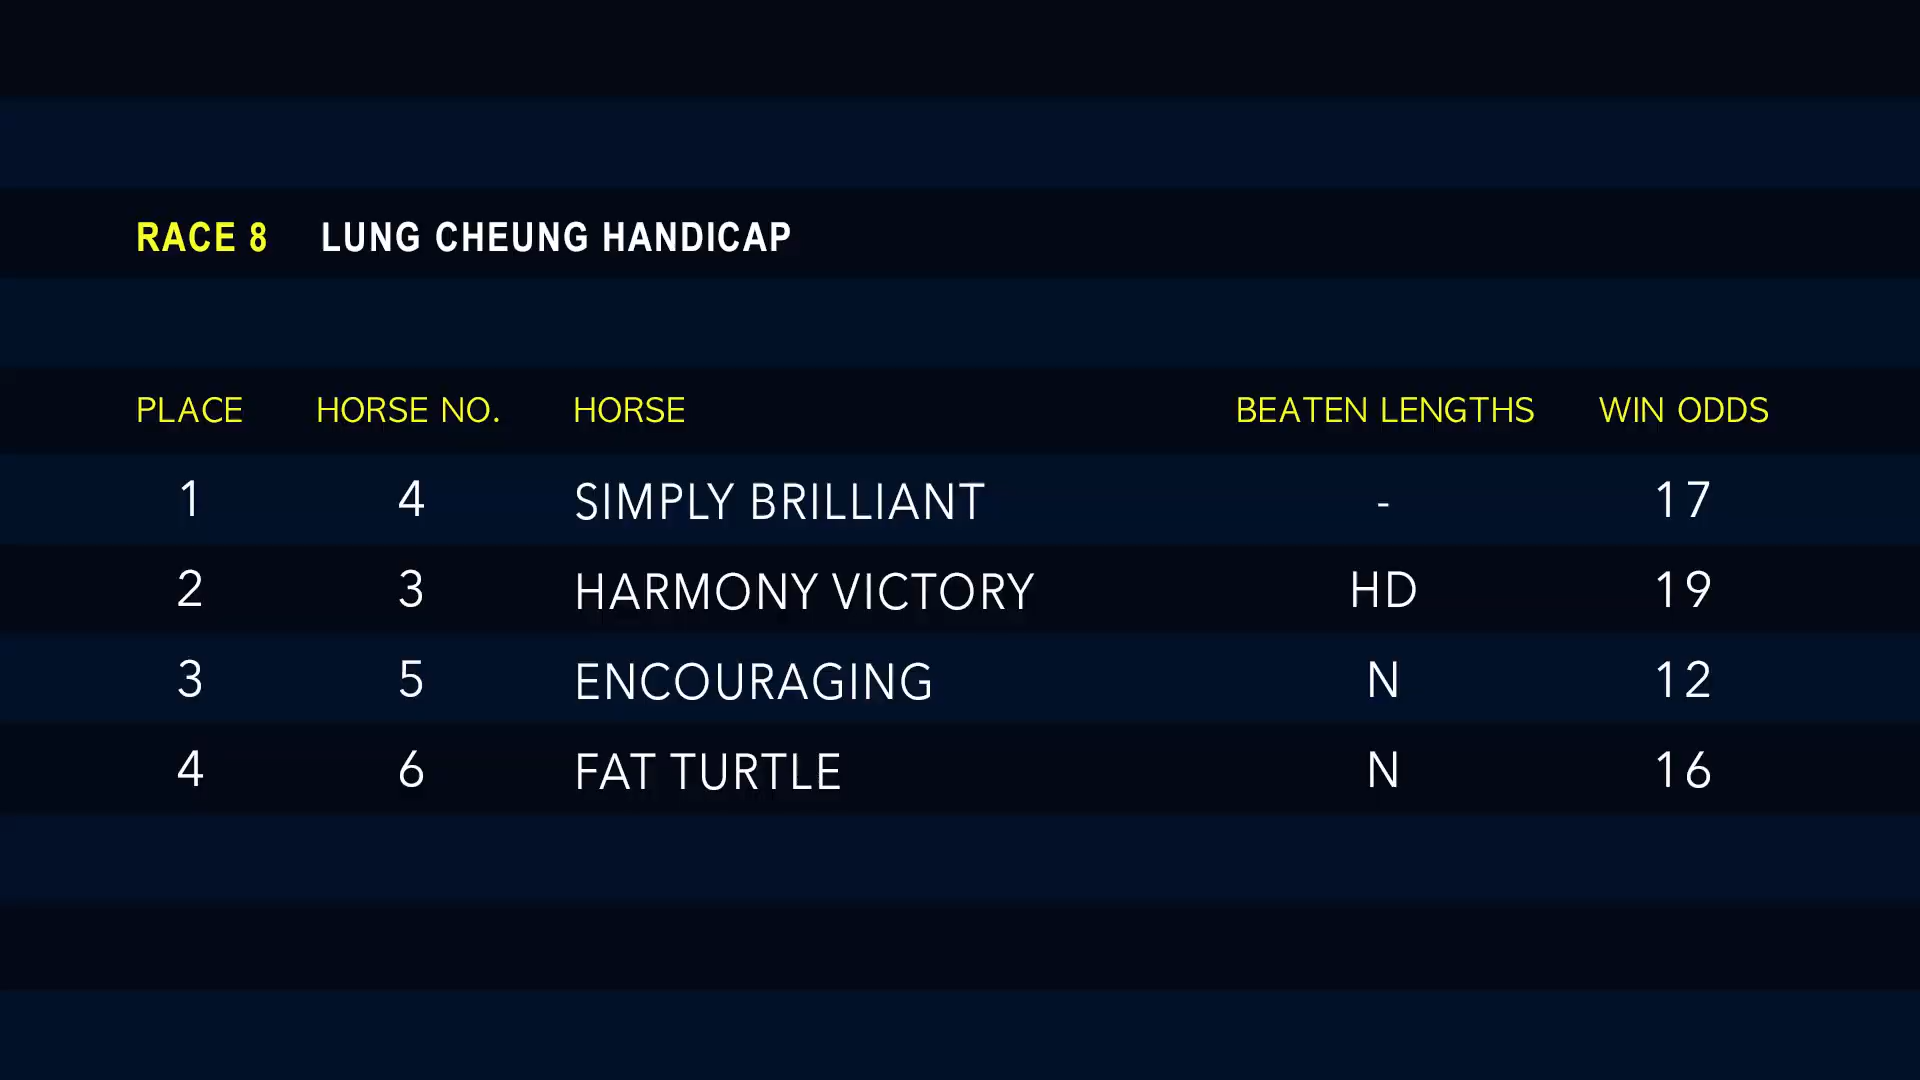 RACE 8 LUNG CHEUNG HANDICAP
PLACE HORSE NO. HORSE BEATEN LENGTHS WIN ODDS
1 4 SIMPLY BRILLIANT - 17
2 3 HARMONY VICTORY HD 19
3 5 ENCOURAGING N 12
4 6 FAT TURTLE N 16